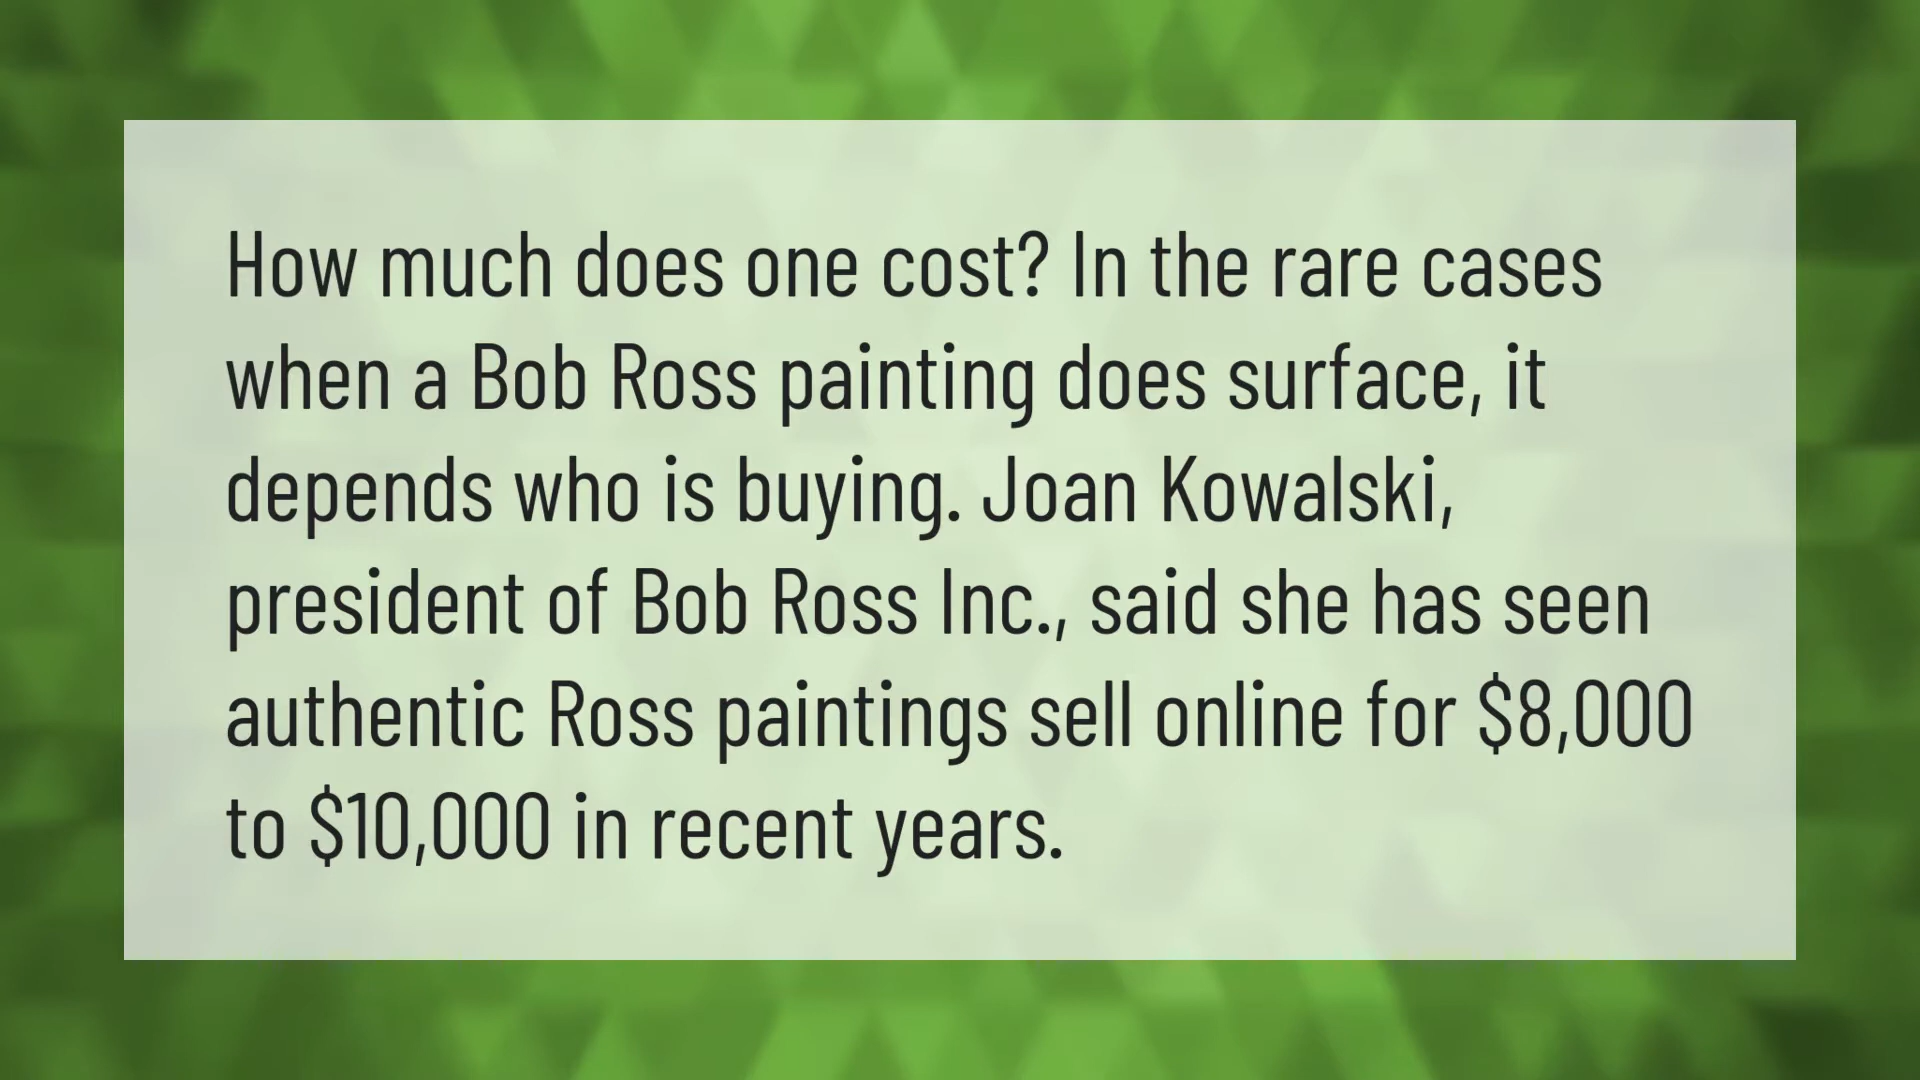 How much does one cost? In the rare cases
when a Bob Ross painting does surface, it
depends who is buying. Joan Kowalski,
president of Bob Ross Inc., said she has seen
authentic Ross paintings sell online for $8,000
to $10,000 in recent years.